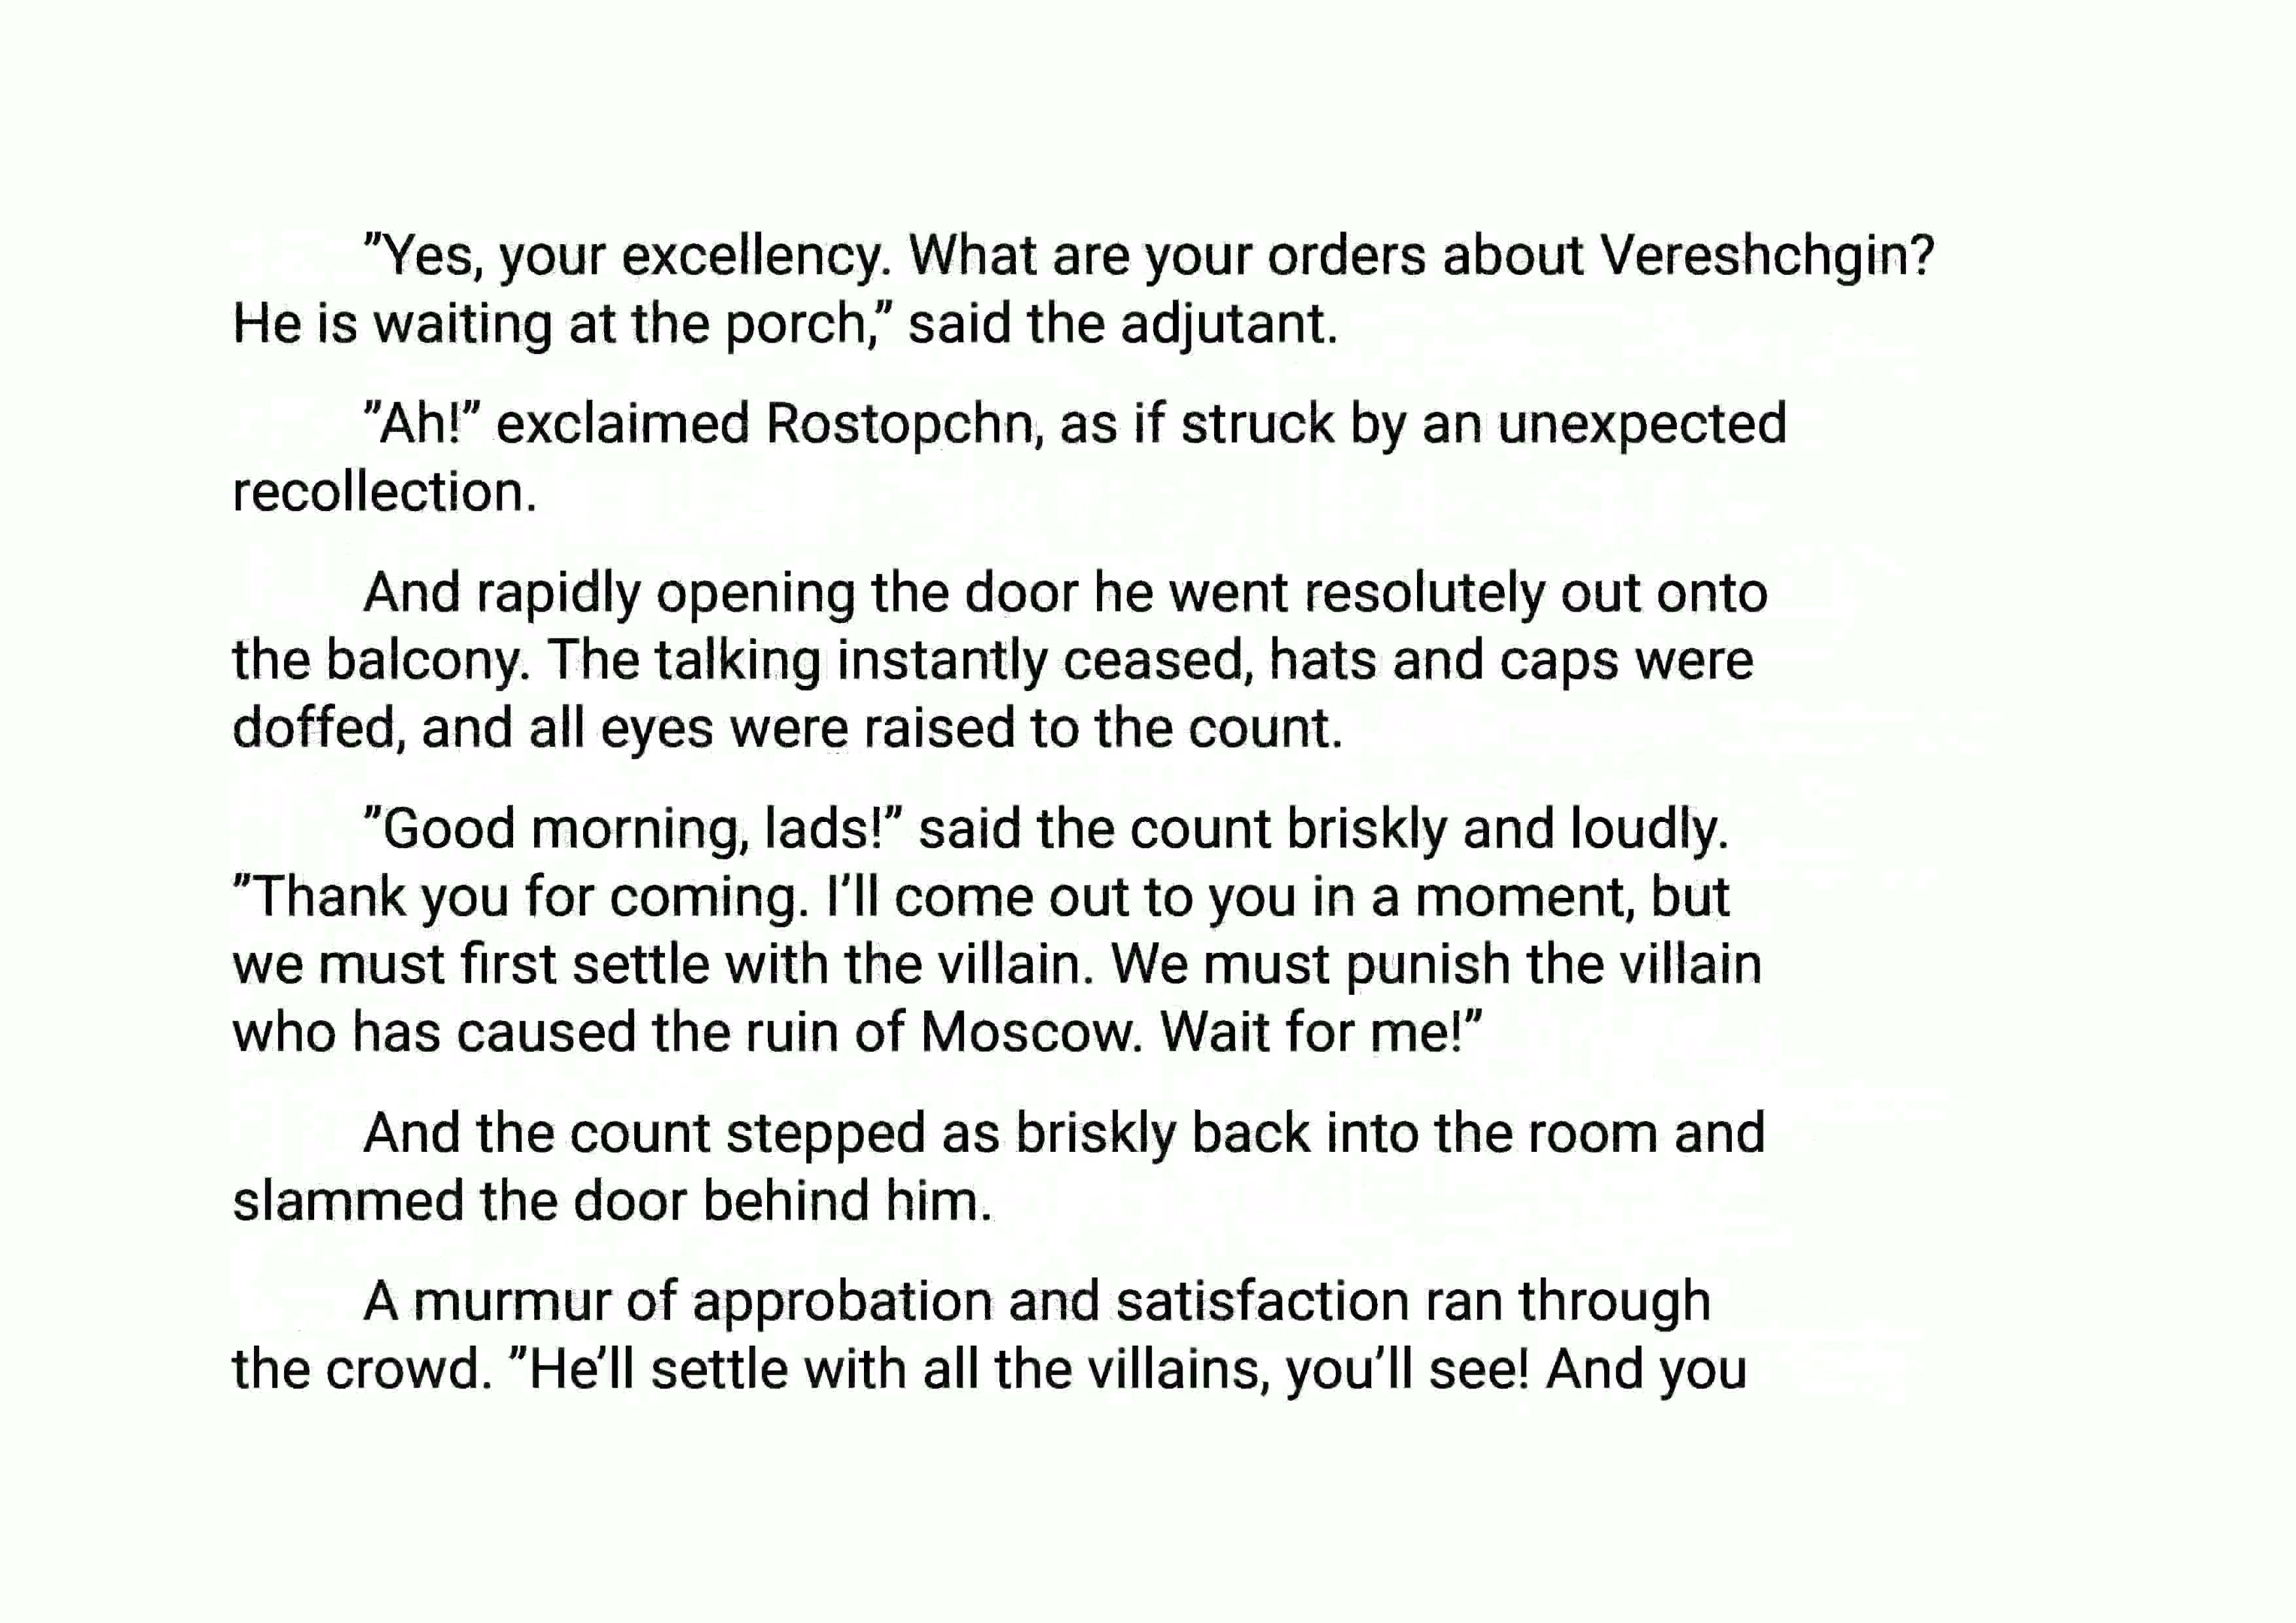 ”Yes, your excellency. What are your orders about Vereshchgin?
He is waiting at the porch,” said the adjutant.
”Ah!” exclaimed Rostopchn, as if struck by an unexpected
recollection.
And rapidly opening the door he went resolutely out onto
the balcony. The talking instantly ceased, hats and caps were
doffed, and all eyes were raised to the count.
”Good morning, lads!” said the count briskly and loudly.
”Thank you for coming. I’ll come out to you in a moment, but
we must first settle with the villain. We must punish the villain
who has caused the ruin of Moscow. Wait for me!”
And the count stepped as briskly back into the room and
slammed the door behind him.
A murmur of approbation and satisfaction ran through
the crowd. ”He’ll settle with all the villains, you’ll see! And you